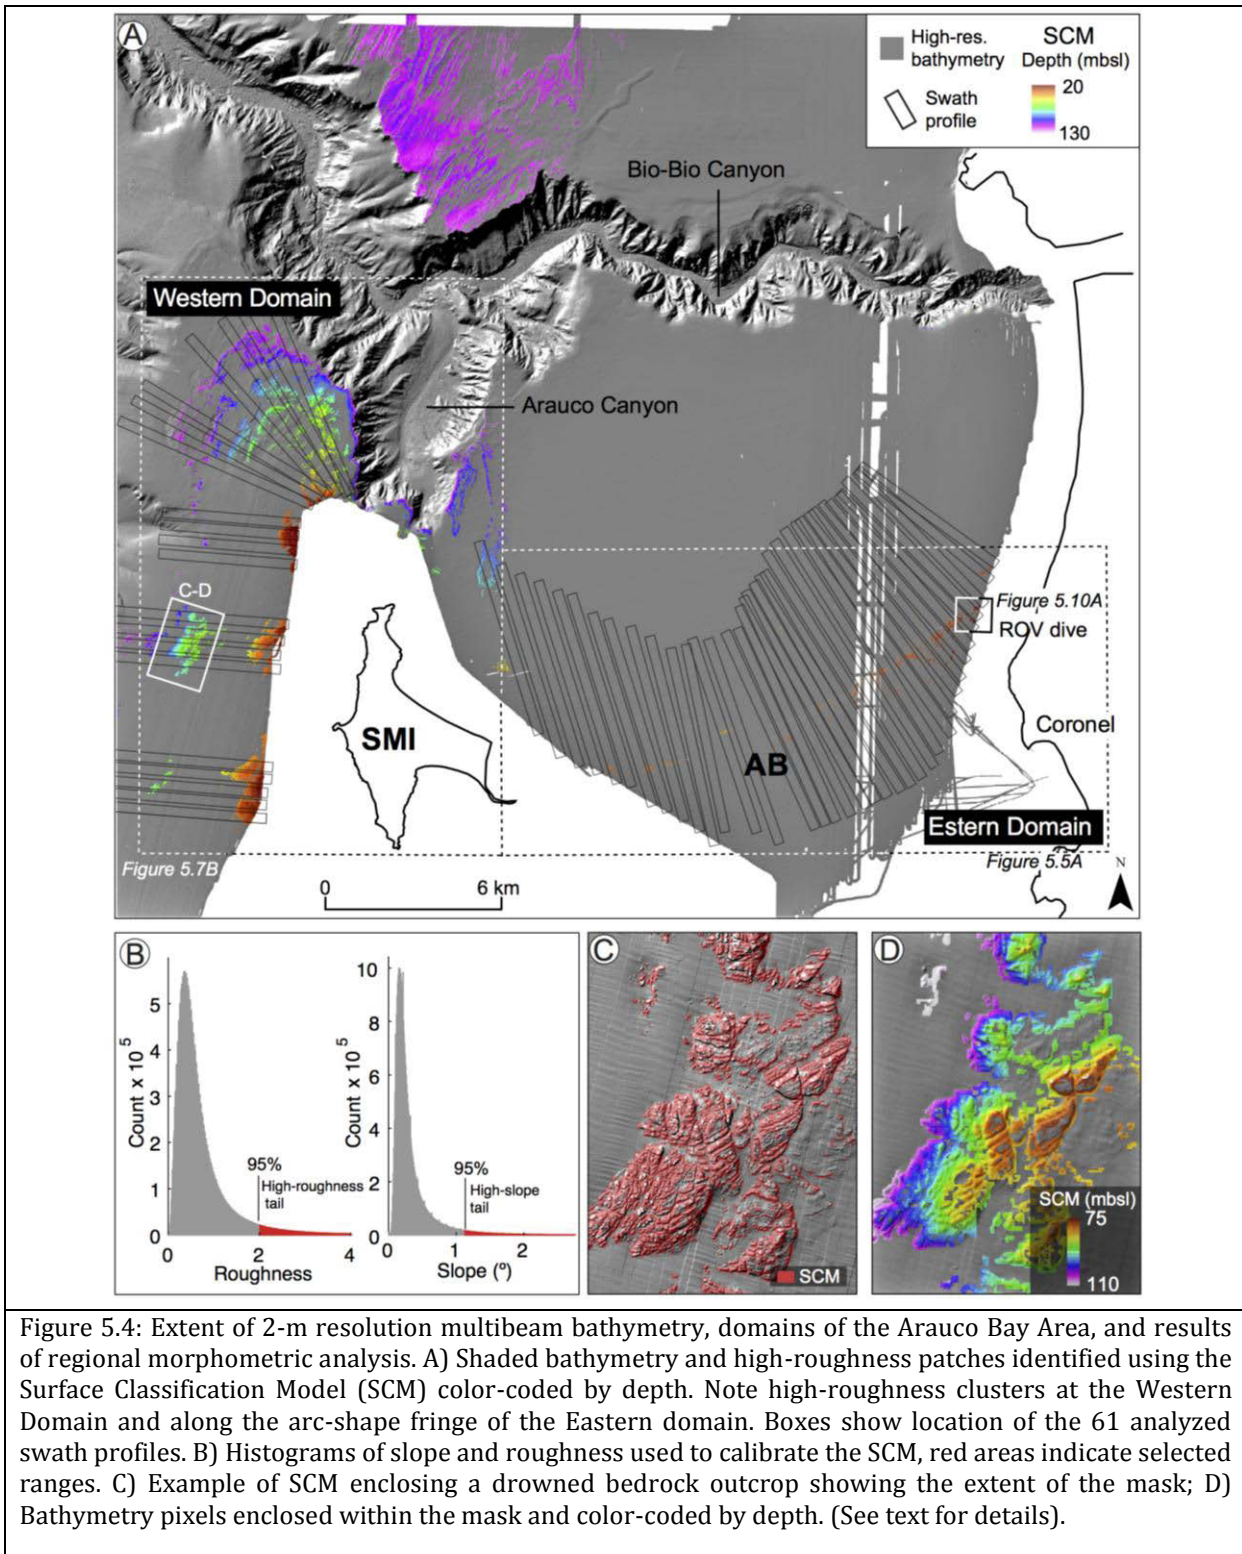 A
High-res.
bathymetry
Swath
profile
SCM
Depth (mbsl)
20
130
Bio-Bio Canyon
Western Domain
Arauco Canyon
C-D
Figure 5.10A
ROV dive
SMI
AB
Coronel
Estern Domain
Figure 5.7B
Figure 5.5A
0 6 km
N
B
Count x 10 5
5
4
3
2
1
0
95%
High-roughness
tail
0 2 4
Roughness
Count x 10 5
10
8
6
4
2
0
95%
High-slope
tail
0 1 2
Slope (º)
C
SCM
D
SCM (mbsl)
75
110
Figure 5.4: Extent of 2-m resolution multibeam bathymetry, domains of the Arauco Bay Area, and results
of regional morphometric analysis. A) Shaded bathymetry and high-roughness patches identified using the
Surface Classification Model (SCM) color-coded by depth. Note high-roughness clusters at the Western
Domain and along the arc-shape fringe of the Eastern domain. Boxes show location of the 61 analyzed
swath profiles. B) Histograms of slope and roughness used to calibrate the SCM, red areas indicate selected
ranges. C) Example of SCM enclosing a drowned bedrock outcrop showing the extent of the mask; D)
Bathymetry pixels enclosed within the mask and color-coded by depth. (See text for details).